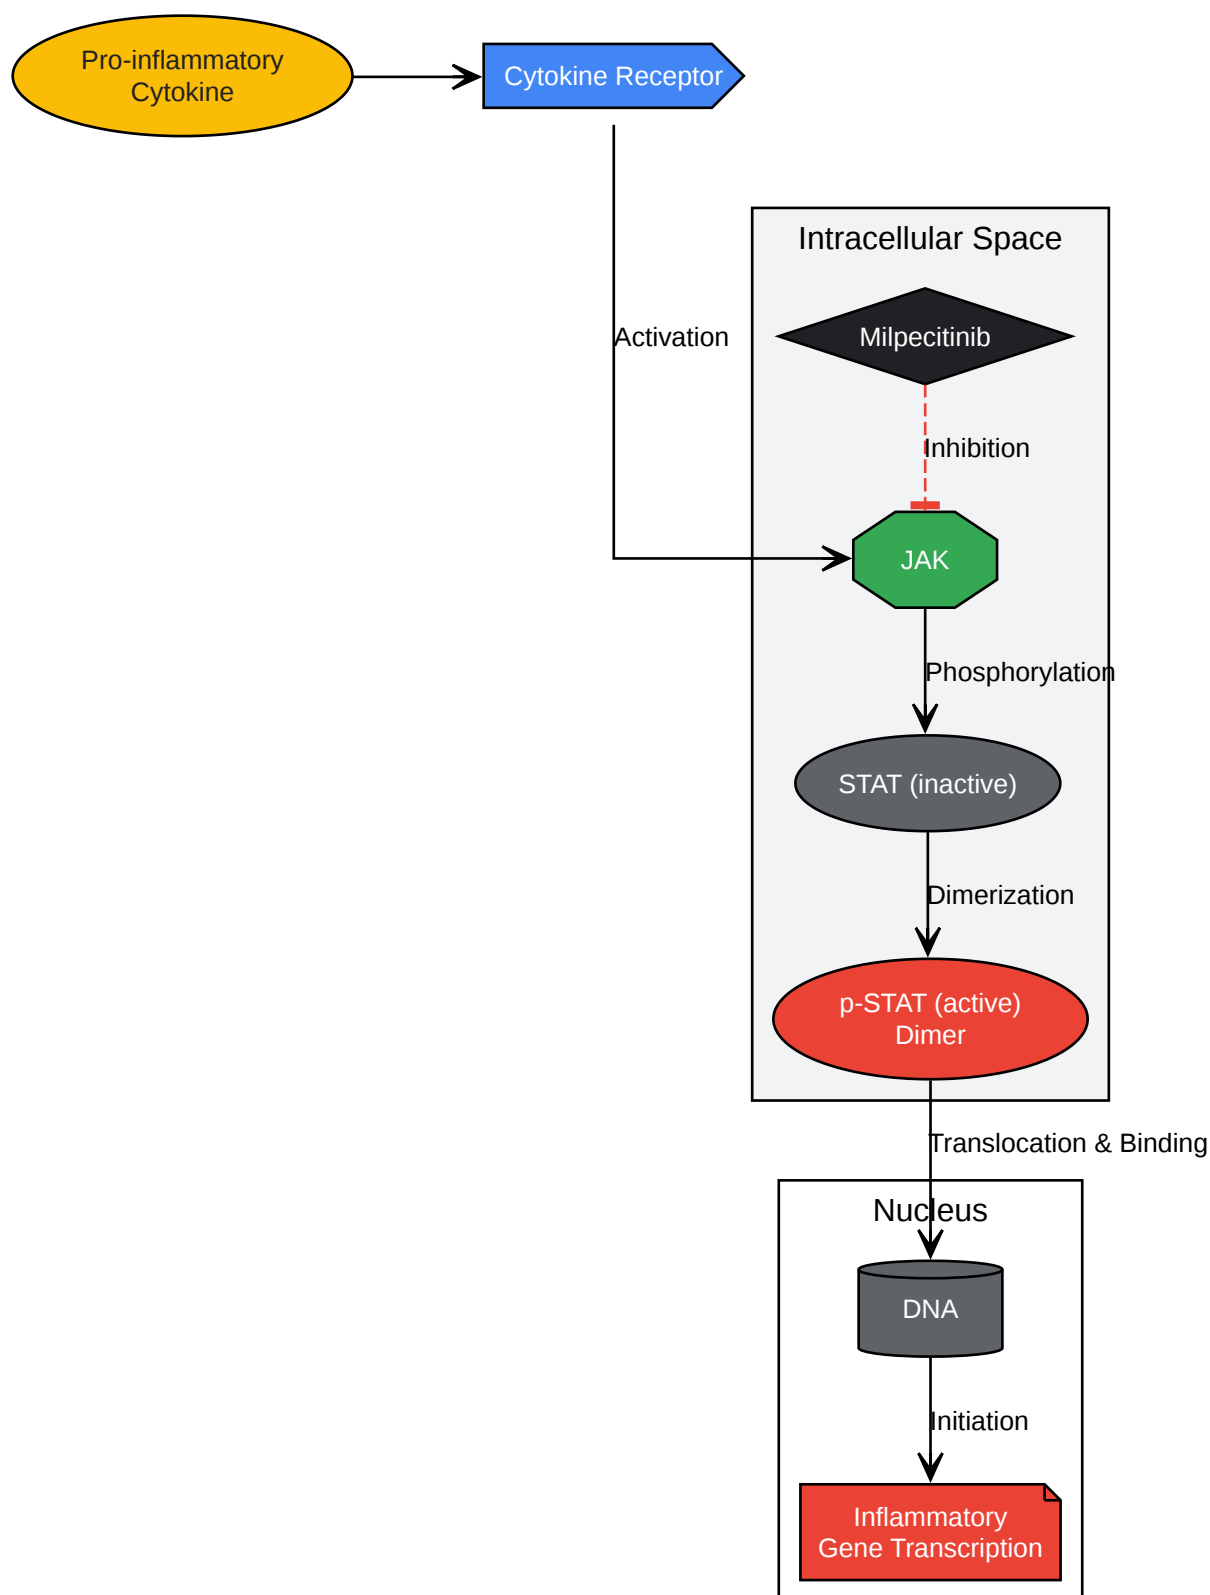 Pro-inflammatory
Cytokine
Cytokine Receptor
Intracellular Space
Activation
Milpecitinib
Inhibition
JAK
Phosphorylation
STAT (inactive)
Dimerization
p-STAT (active)
Dimer
Translocation & Binding
Nucleus
DNA
Initiation
Inflammatory
Gene Transcription